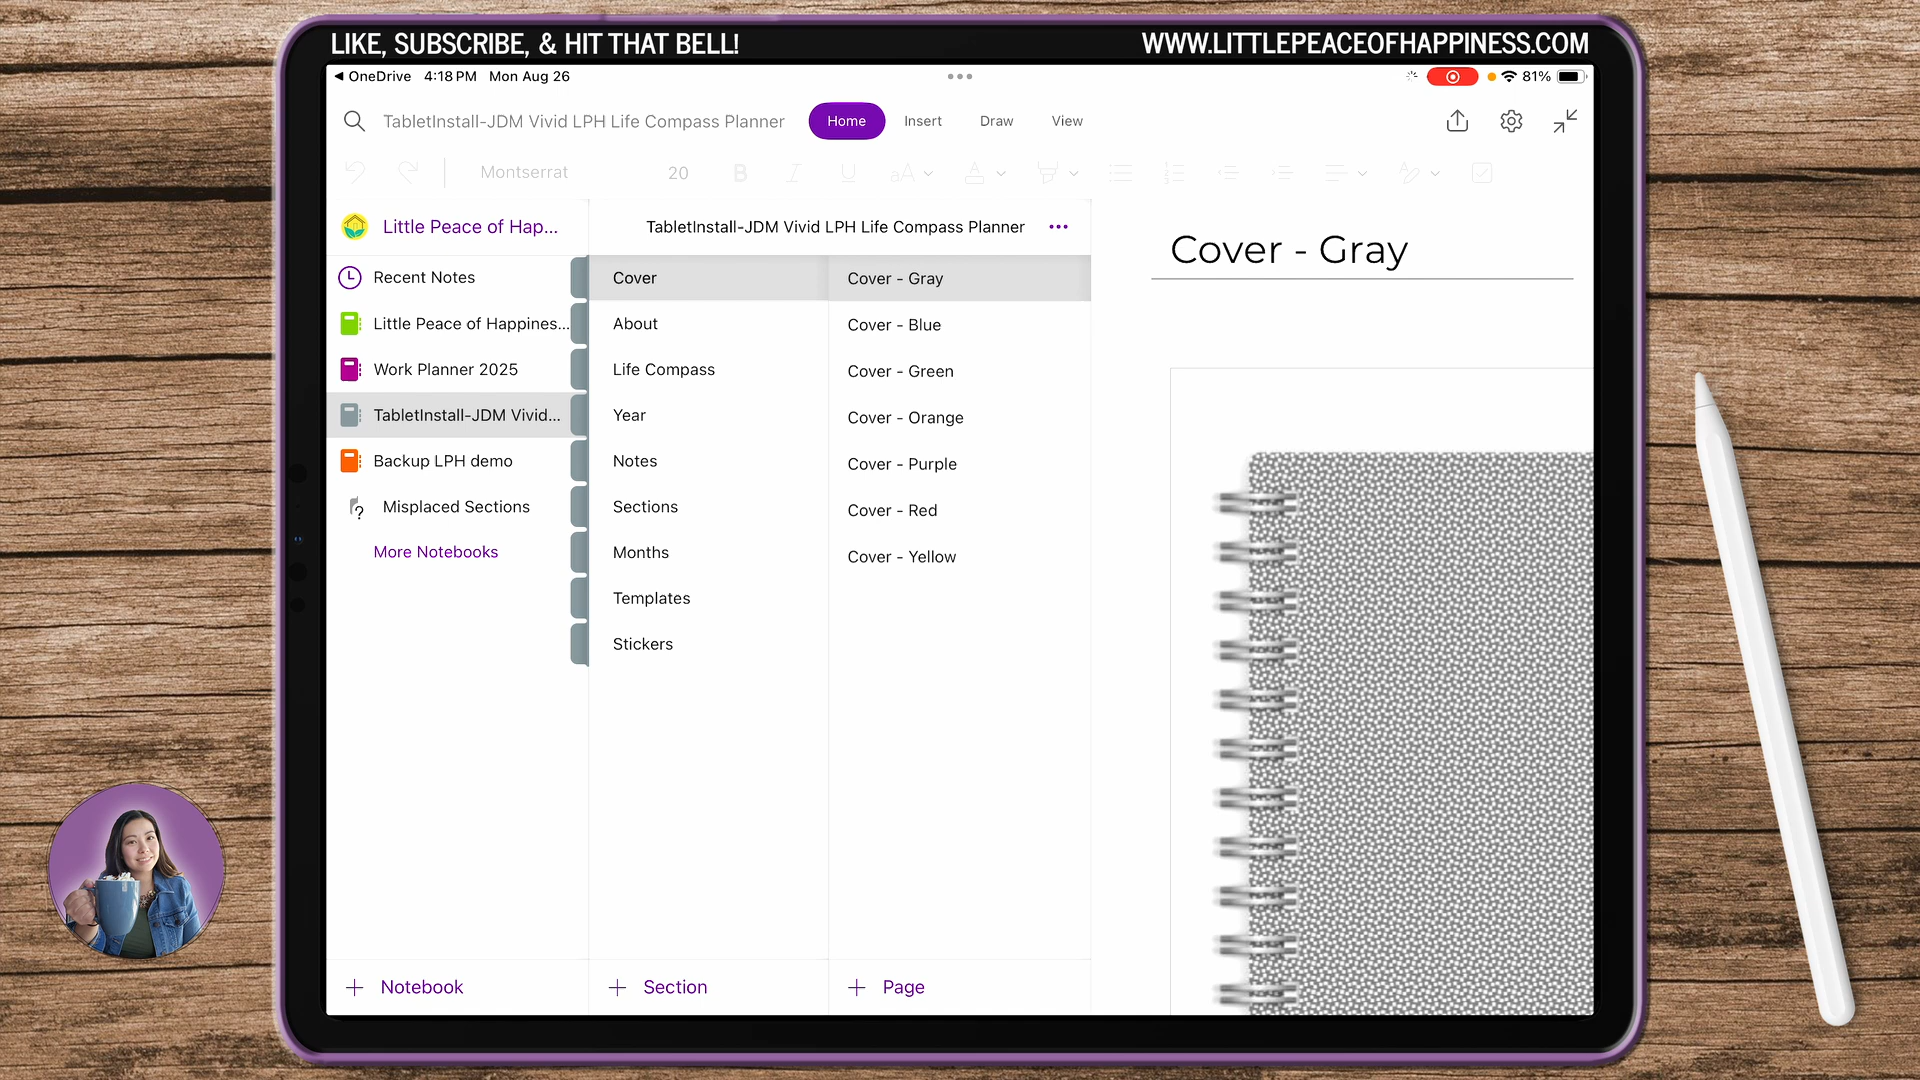 LIKE, SUBSCRIBE, & HIT THAT BELL!
WWW.LITTLEPEACEOFHAPPINESS.COM
OneDrive 4:18 PM Mon Aug 26
81%
TabletInstall-JDM Vivid LPH Life Compass Planner
Home
Insert
Draw
View
Montserrat
20
B
I
U
aA
A
Little Peace of Hap...
TabletInstall-JDM Vivid LPH Life Compass Planner
Cover - Gray
Recent Notes
Little Peace of Happines...
Work Planner 2025
TabletInstall-JDM Vivid...
Backup LPH demo
Misplaced Sections
More Notebooks
Cover
About
Life Compass
Year
Notes
Sections
Months
Templates
Stickers
Cover - Gray
Cover - Blue
Cover - Green
Cover - Orange
Cover - Purple
Cover - Red
Cover - Yellow
Notebook
Section
Page